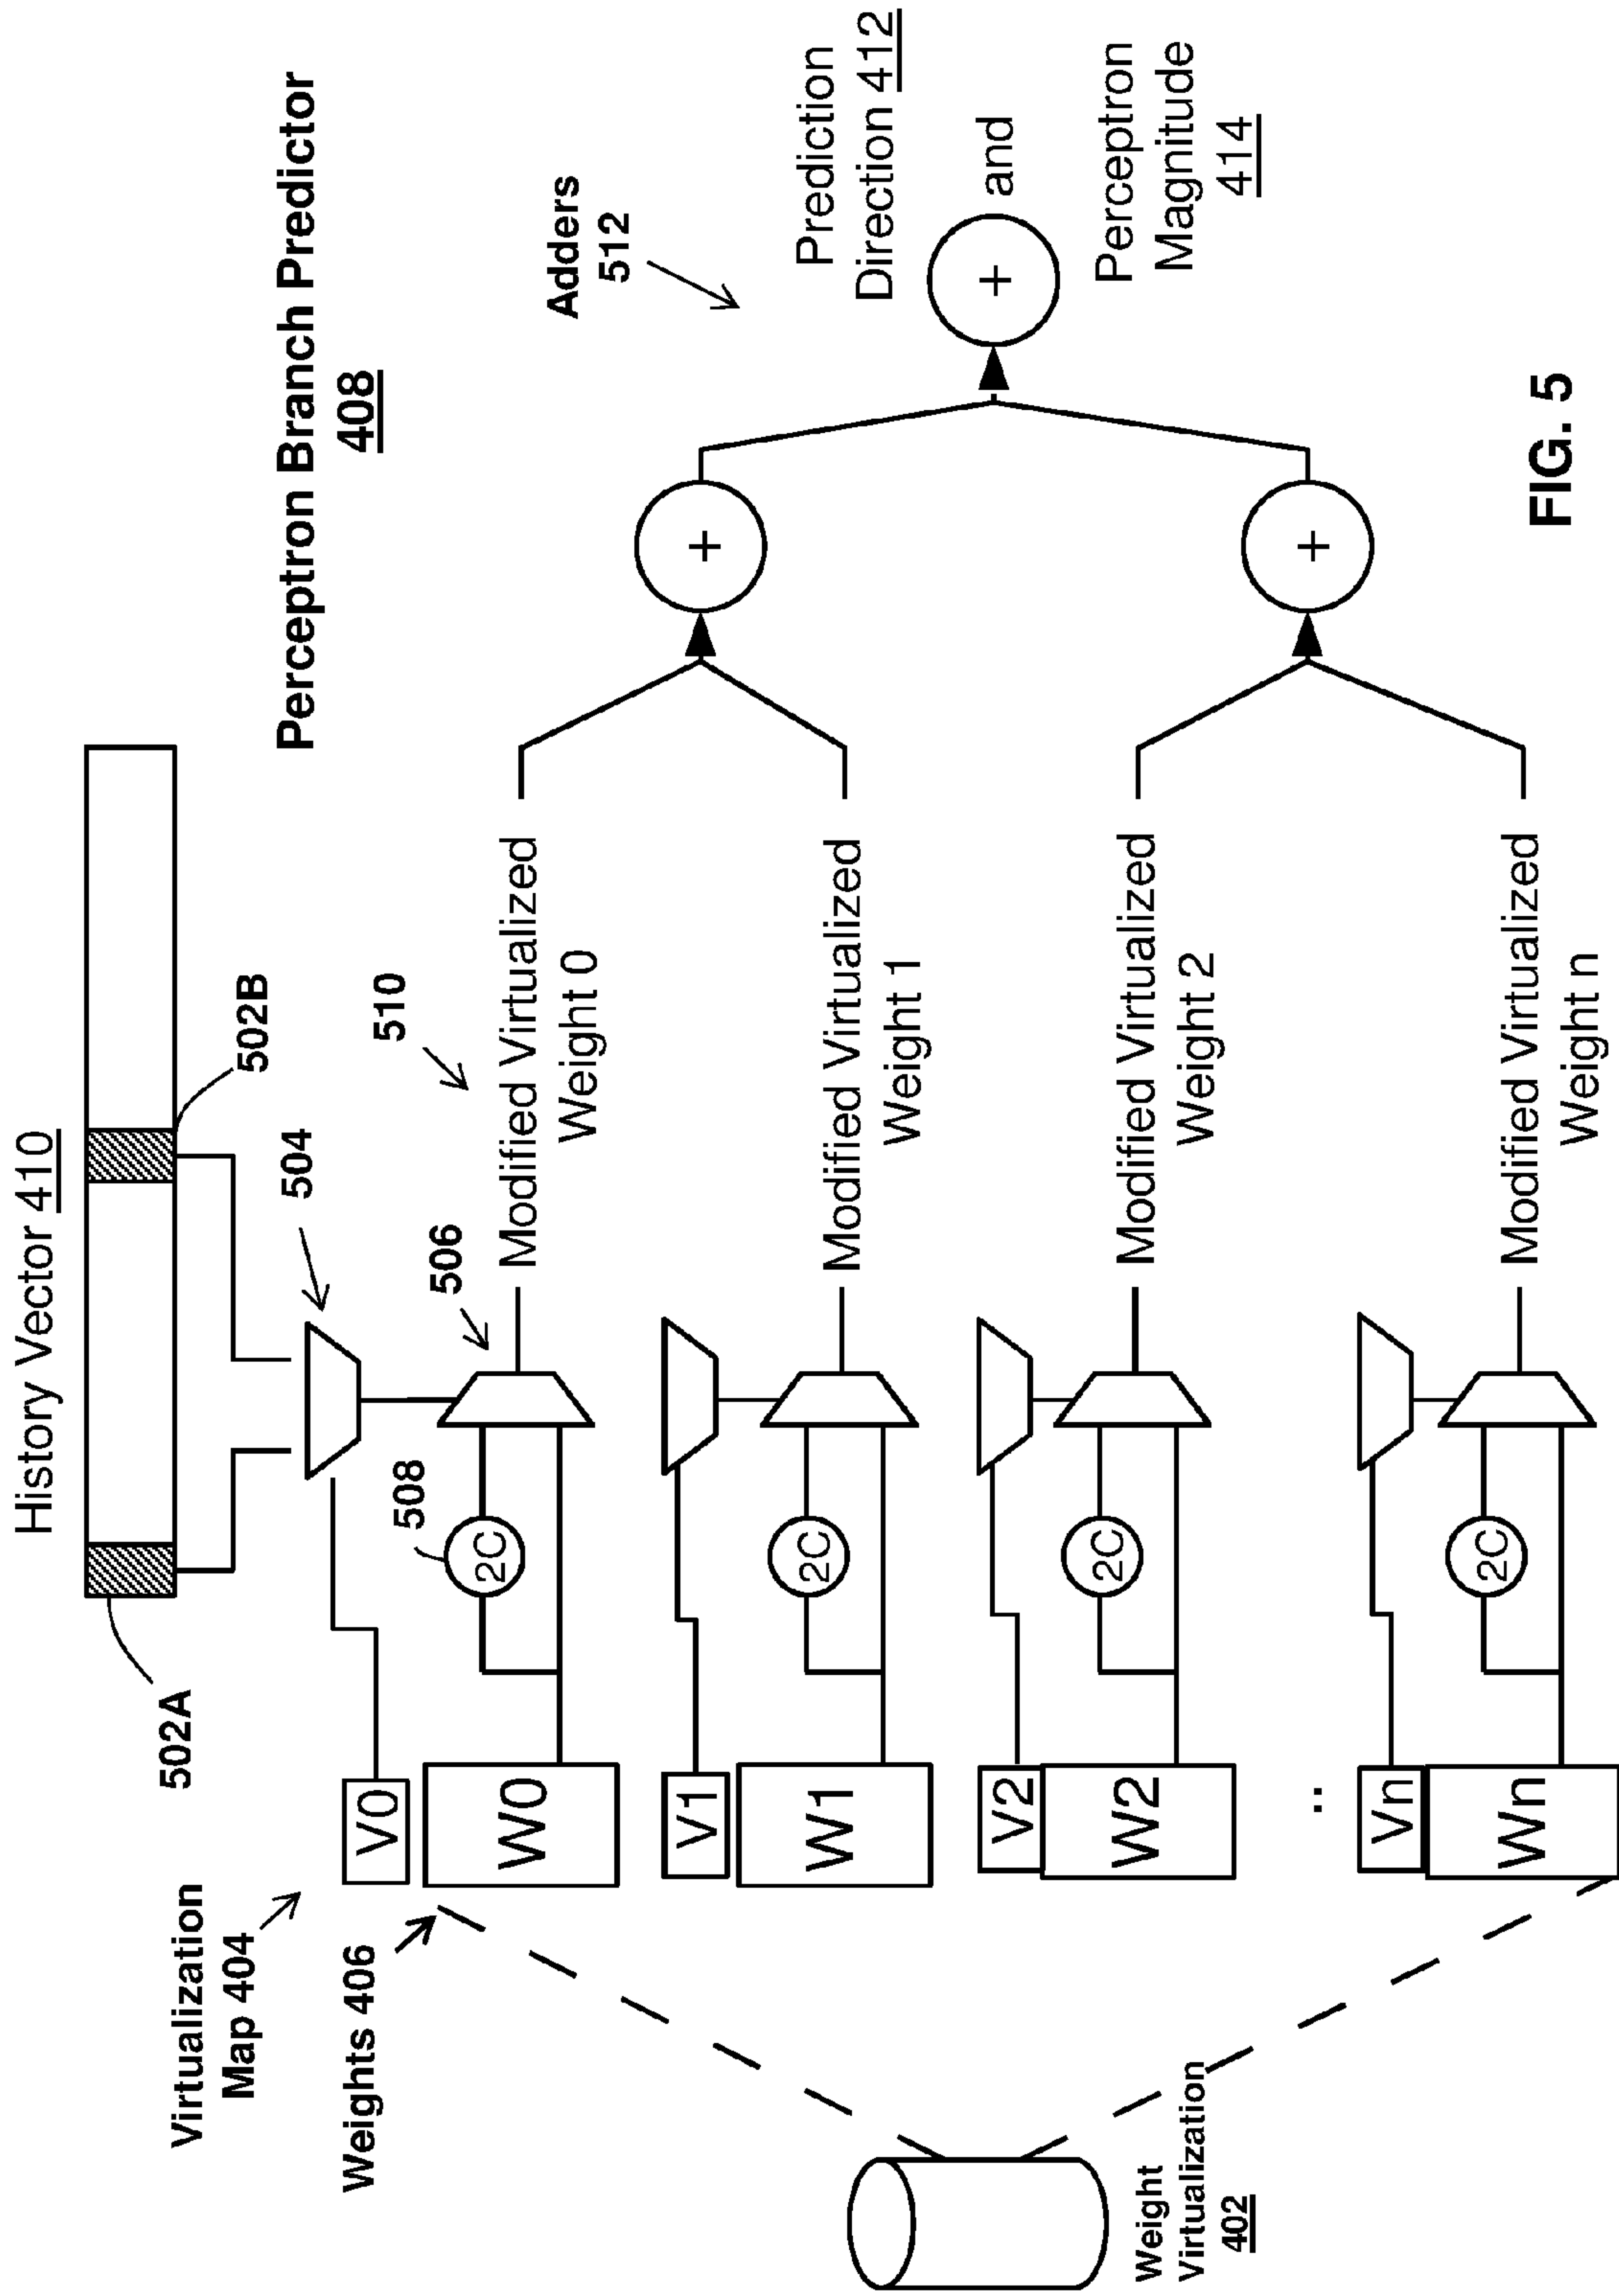 History Vector 410
502A
502B
Perceptron Branch Predictor
408
Virtualization
Map 404
504
Weights 406
V0
508
506
510
W0
2C
Modified Virtualized
Weight 0
Adders
512
V1
W1
2C
Modified Virtualized
Weight 1
+
Prediction
Direction 412
+
and
Perceptron
Magnitude
414
Weight
Virtualization
402
V2
W2
2C
Modified Virtualized
Weight 2
+
..
Vn
Wn
2C
Modified Virtualized
Weight n
FIG. 5